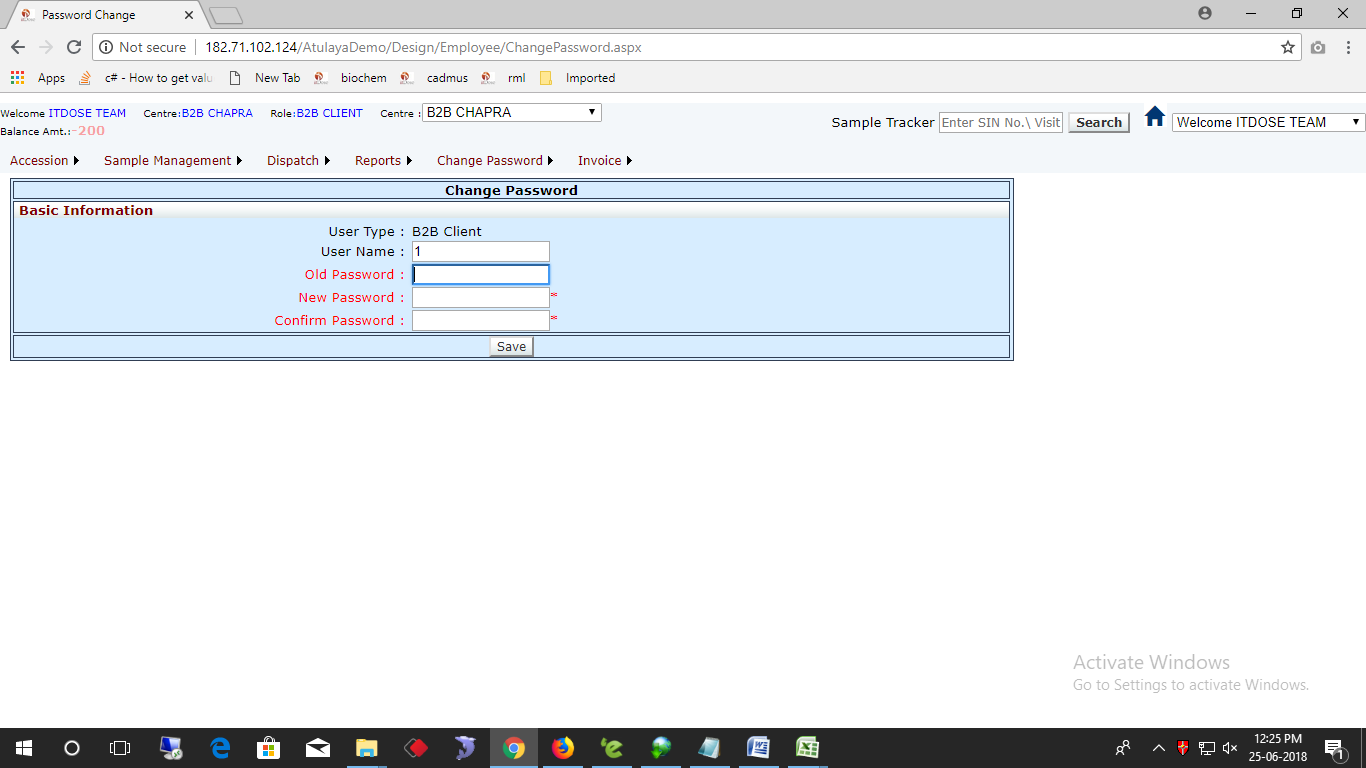 Password Change
Not secure 182.71.102.124/AtulayaDemo/Design/Employee/ChangePassword.aspx
Apps c# - How to get valu New Tab biochem cadmus rml Imported
Welcome ITDOSE TEAM Centre:B2B CHAPRA Role:B2B CLIENT Centre : B2B CHAPRA
Balance Amt.:-200
Sample Tracker Enter SIN No.\ Visit Search Welcome ITDOSE TEAM
Accession Sample Management Dispatch Reports Change Password Invoice
Change Password
Basic Information
User Type : B2B Client
User Name : 1
Old Password :
New Password : *
Confirm Password : *
Save
Activate Windows
Go to Settings to activate Windows.
12:25 PM
25-06-2018
1